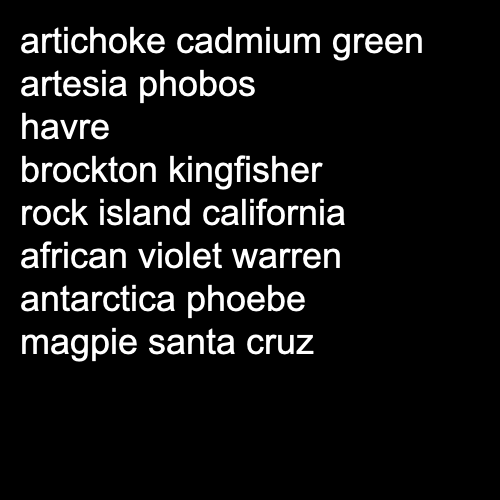 artichoke cadmium green
artesia phobos
havre
brockton kingfisher
rock island california
african violet warren
antarctica phoebe
magpie santa cruz